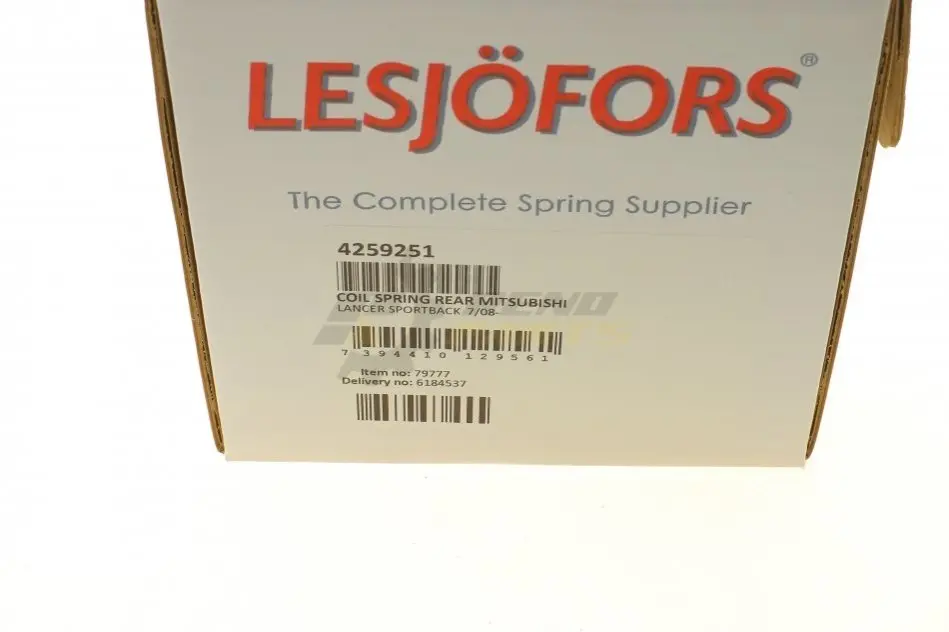 LESJÖFORS®
The Complete Spring Supplier
4259251
COIL SPRING REAR MITSUBISHI
LANCER SPORTBACK 7/08-
7 394410 129561
Item no: 79777
Delivery no: 6184537